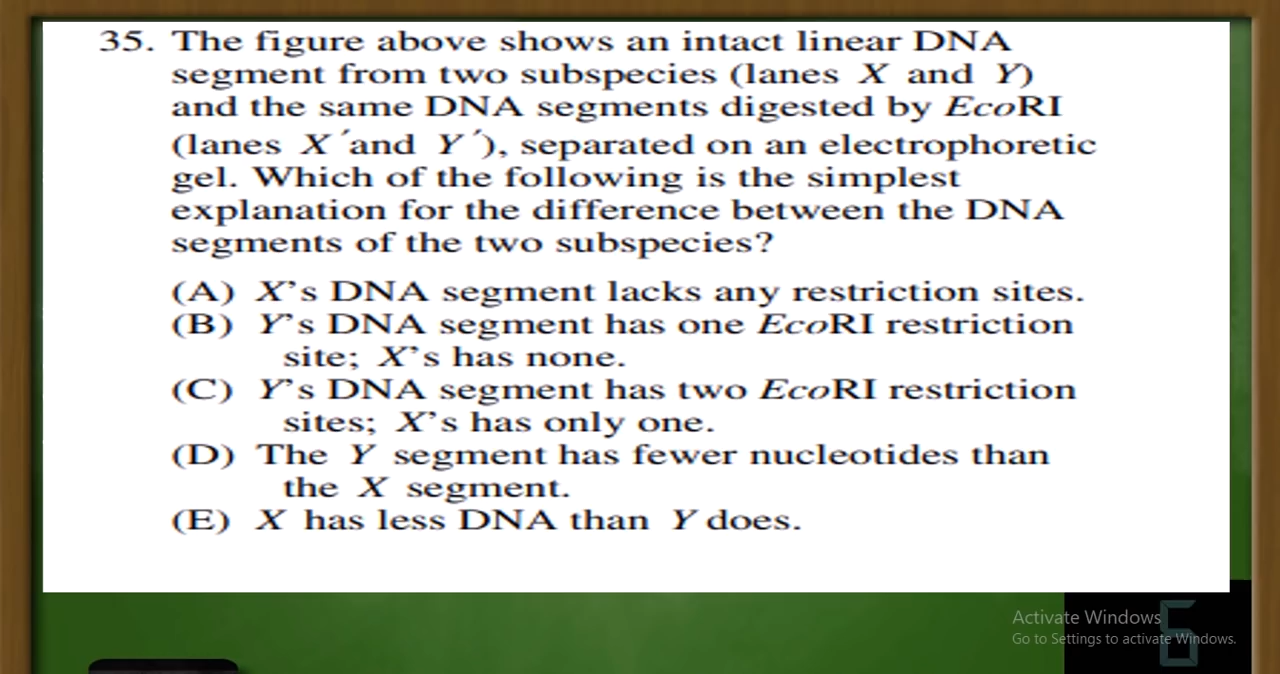 35. The figure above shows an intact linear DNA
segment from two subspecies (lanes X and Y)
and the same DNA segments digested by EcoRI
(lanes X´and Y´), separated on an electrophoretic
gel. Which of the following is the simplest
explanation for the difference between the DNA
segments of the two subspecies?
(A) X’s DNA segment lacks any restriction sites.
(B) Y’s DNA segment has one EcoRI restriction
site; X’s has none.
(C) Y’s DNA segment has two EcoRI restriction
sites; X’s has only one.
(D) The Y segment has fewer nucleotides than
the X segment.
(E) X has less DNA than Y does.
Activate Windows
Go to Settings to activate Windows.
6